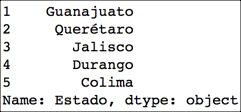 1 Guanajuato
2 Querétaro
3 Jalisco
4 Durango
5 Colima
Name: Estado, dtype: object